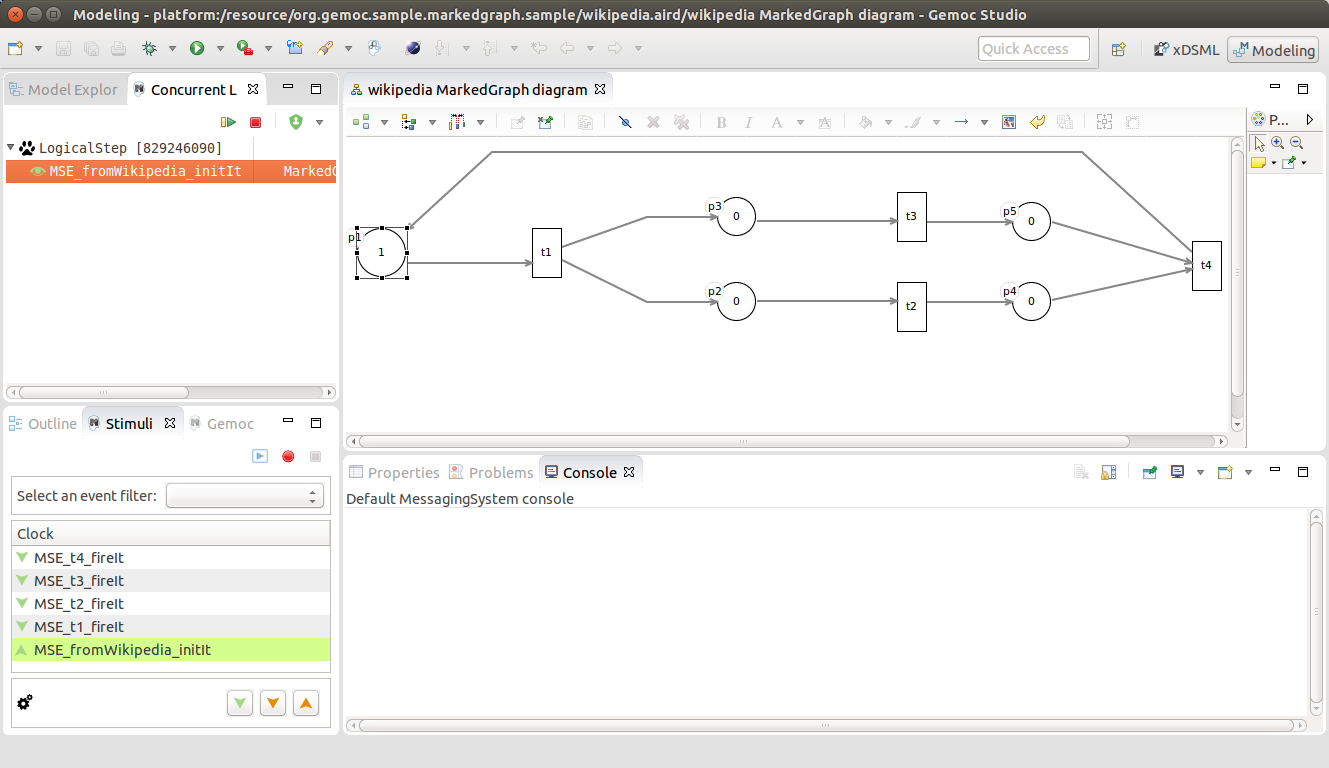 Modeling - platform:/resource/org.gemoc.sample.markedgraph.sample/wikipedia.aird/wikipedia MarkedGraph diagram - Gemoc Studio
Quick Access
xDSML
Modeling
Model Explor
Concurrent L
LogicalStep [829246090]
MSE_fromWikipedia_initIt MarkedG
wikipedia MarkedGraph diagram
B I A A
P...
p1
1
t1
p3
0
t3
p5
0
t4
p2
0
t2
p4
0
Outline
Stimuli
Gemoc
Select an event filter:
Clock
MSE_t4_fireIt
MSE_t3_fireIt
MSE_t2_fireIt
MSE_t1_fireIt
MSE_fromWikipedia_initIt
Properties
Problems
Console
Default MessagingSystem console